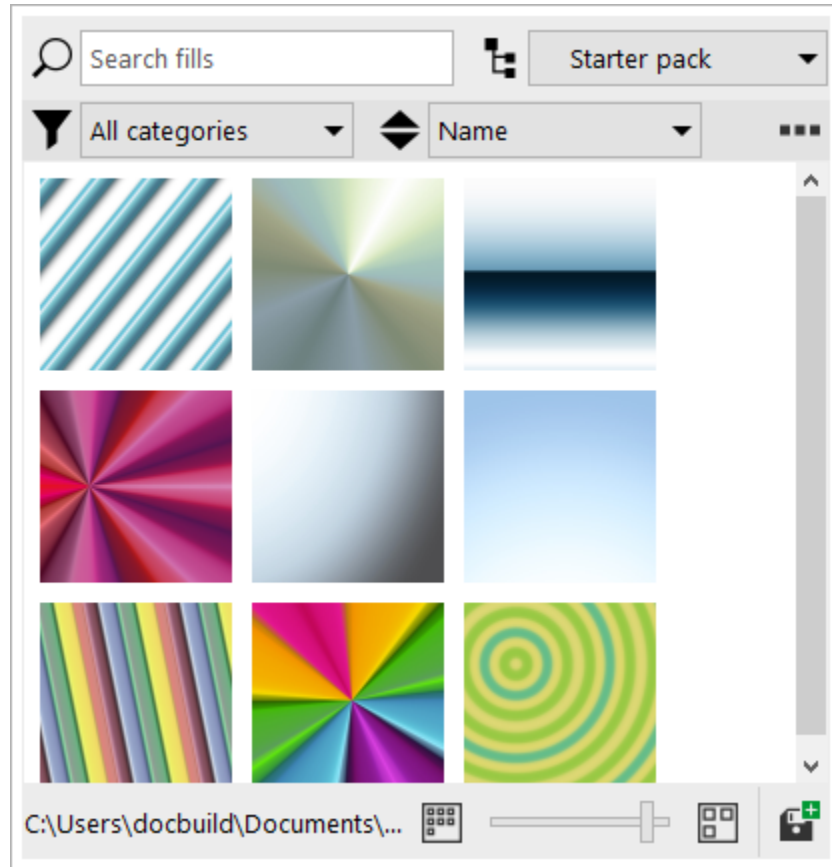 Search fills
Starter pack
All categories
Name
C:\Users\docbuild\Documents\...